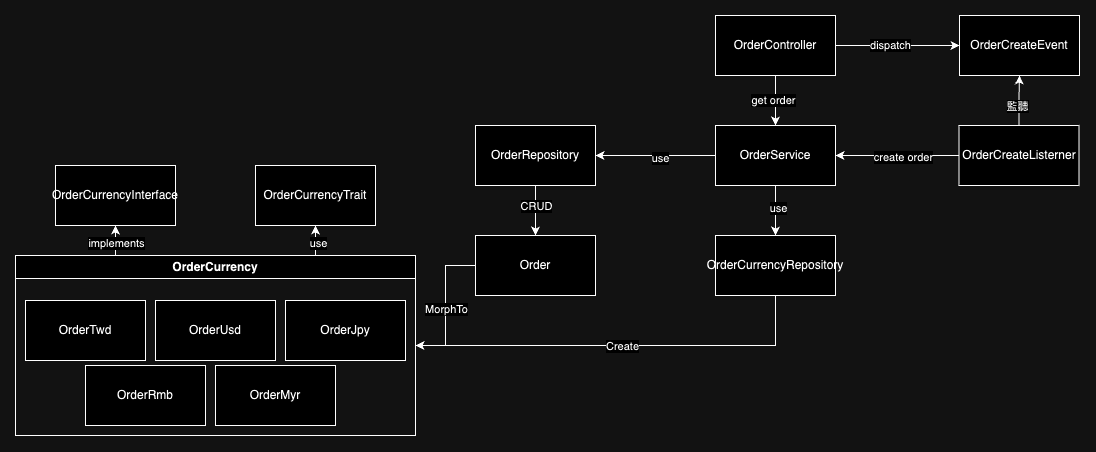 OrderController
dispatch
OrderCreateEvent
get order
監聽
OrderRepository
use
OrderService
create order
OrderCreateListerner
OrderCurrencyInterface
OrderCurrencyTrait
CRUD
use
implements
use
Order
OrderCurrencyRepository
OrderCurrency
MorphTo
OrderTwd
OrderUsd
OrderJpy
Create
OrderRmb
OrderMyr